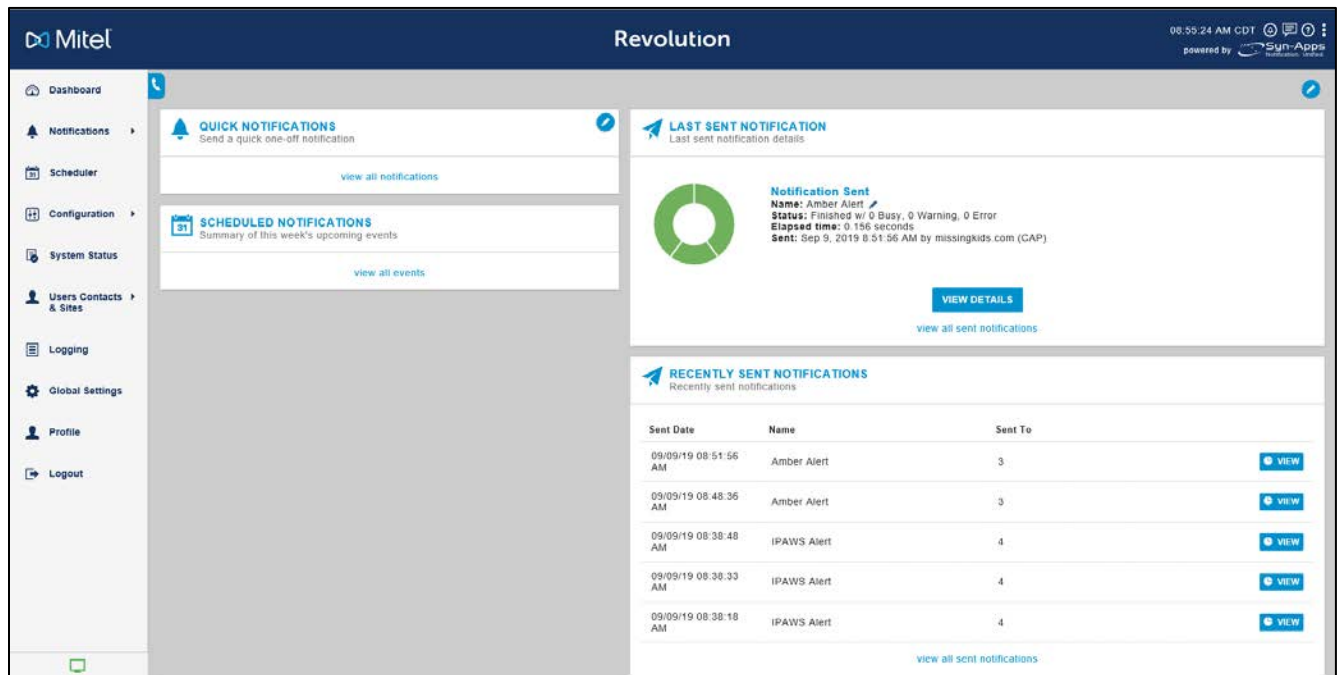 Mitel
Revolution
08:55:24 AM CDT
powered by Syn-Apps
Dashboard
Notifications
31
Scheduler
Configuration
System Status
Users Contacts
& Sites
Logging
Global Settings
Profile
Logout
QUICK NOTIFICATIONS
Send a quick one-off notification
view all notifications
31
SCHEDULED NOTIFICATIONS
Summary of this week's upcoming events
view all events
LAST SENT NOTIFICATION
Last sent notification details
Notification Sent
Name: Amber Alert
Status: Finished w/ 0 Busy, 0 Warning, 0 Error
Elapsed time: 0.156 seconds
Sent: Sep 9, 2019 8:51:56 AM by missingkids.com (CAP)
VIEW DETAILS
view all sent notifications
RECENTLY SENT NOTIFICATIONS
Recently sent notifications
Sent Date Name Sent To
09/09/19 08:51:56
AM
Amber Alert 3 VIEW
09/09/19 08:48:36
AM
Amber Alert 3 VIEW
09/09/19 08:38:48
AM
IPAWS Alert 4 VIEW
09/09/19 08:38:33
AM
IPAWS Alert 4 VIEW
09/09/19 08:38:18
AM
IPAWS Alert 4 VIEW
view all sent notifications